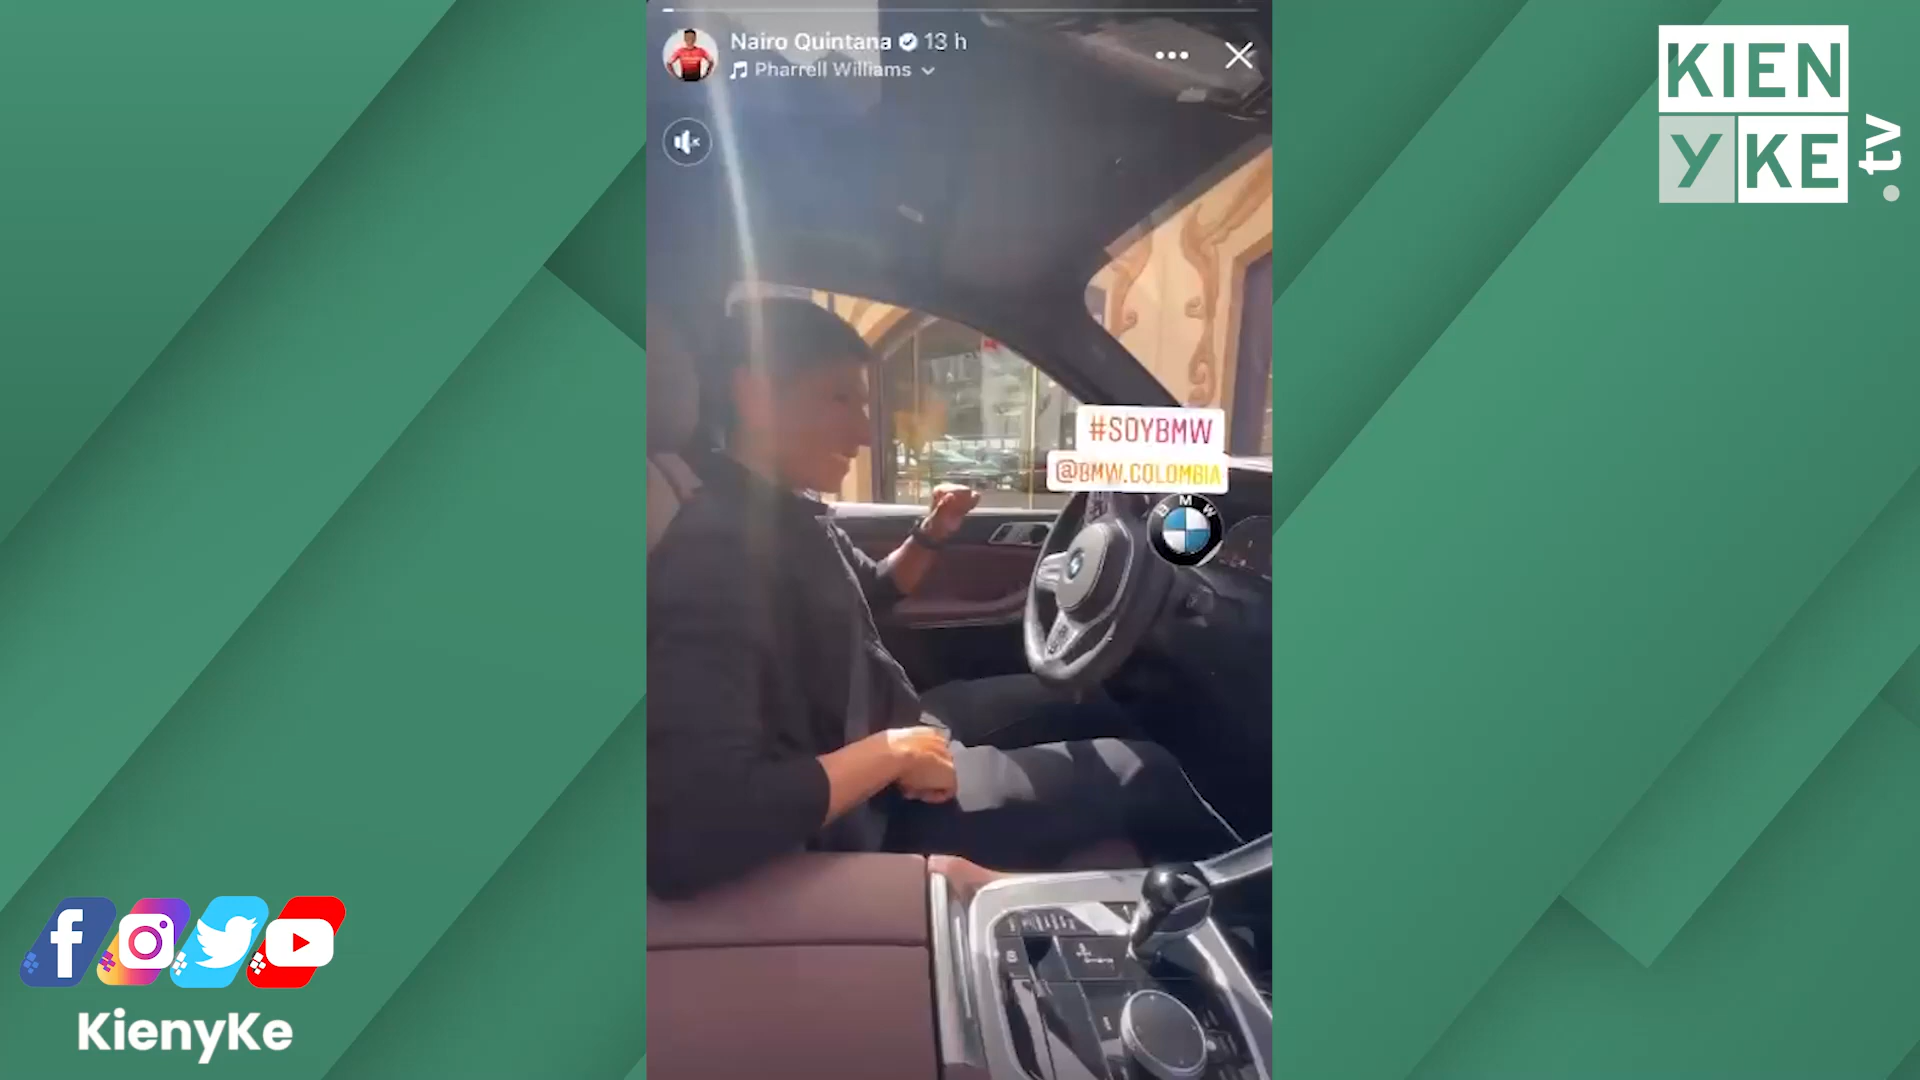 Nairo Quintana 13 h
Pharrell Williams
KIEN
YKE
.tv
#SOYBMW
@BMW.COLOMBIA
BMW
KienyKe